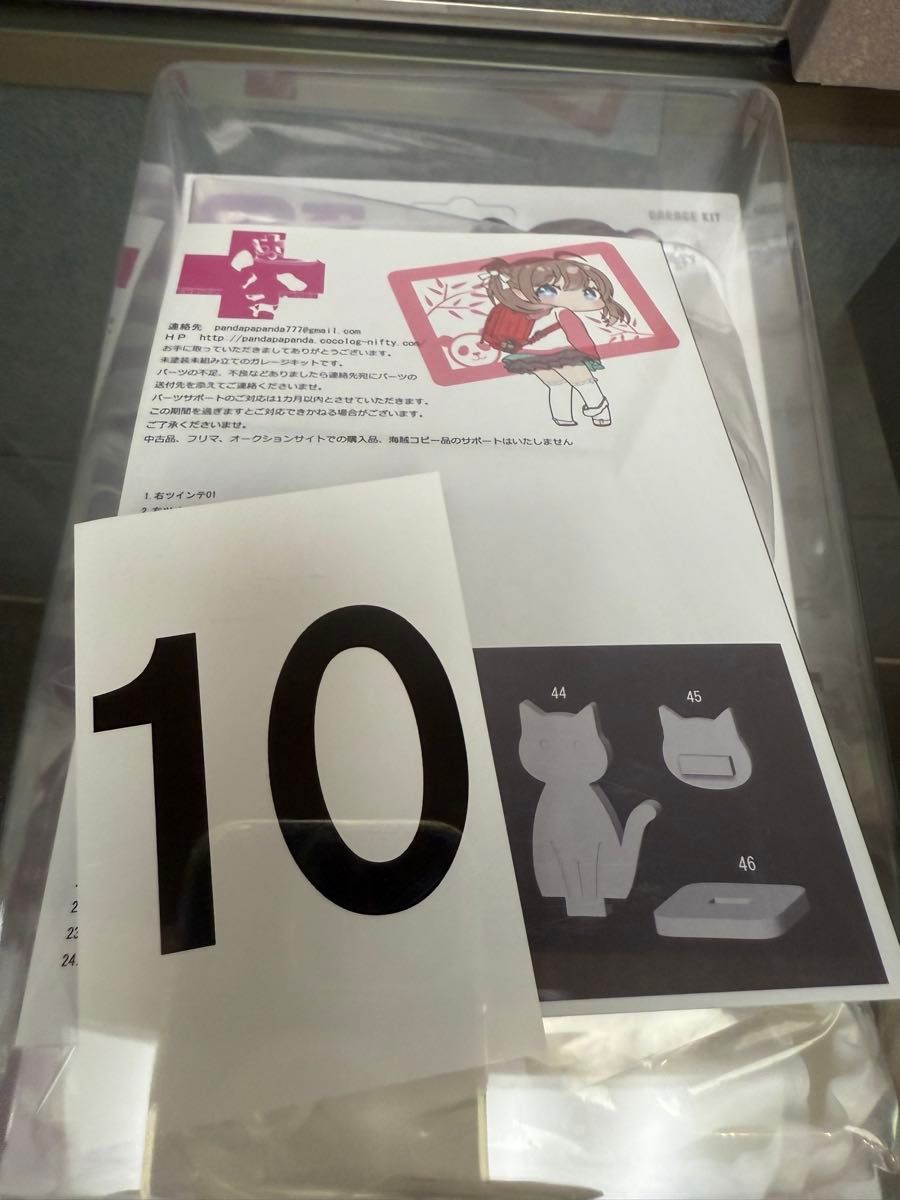 GARAGE KIT
連絡先 pandapapanda777@gmail.com
HP http://pandapapanda.cocolog-nifty.com/
お手に取っていただきましてありがとうございます。
未塗装未組み立てのガレージキットです。
パーツの不足、不良などありましたら連絡先宛にパーツの
送付先を添えてご連絡くださいませ。
パーツサポートのご対応は1カ月以内とさせていただきます。
この期間を過ぎますとご対応できかねる場合がございます。
ご了承くださいませ。
中古品、フリマ、オークションサイトでの購入品、海賊コピー品のサポートはいたしません
1.右ツインテ01
10
44
45
46
23
24.